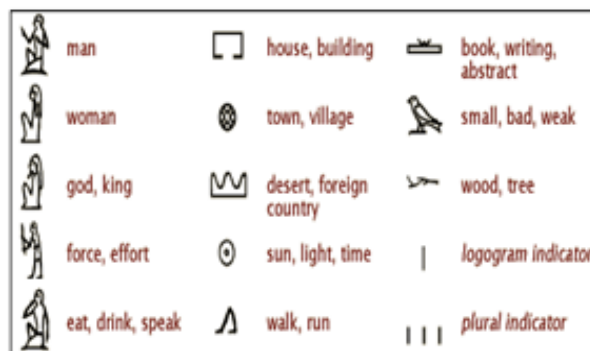 man
house, building
book, writing,
abstract
woman
town, village
small, bad, weak
god, king
desert, foreign
country
wood, tree
force, effort
sun, light, time
logogram indicator
eat, drink, speak
walk, run
plural indicator